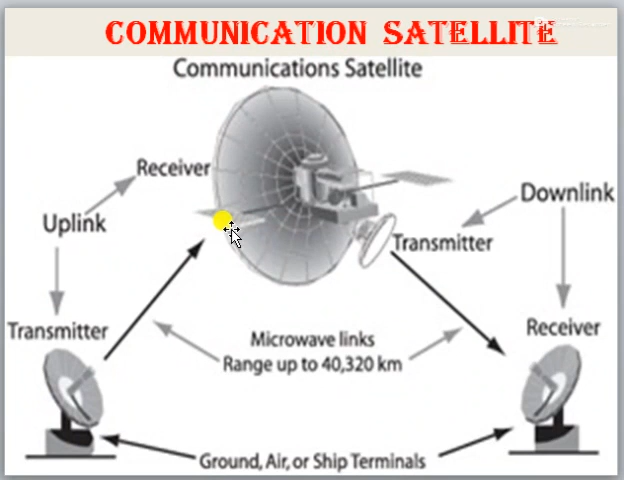 COMMUNICATION SATELLITE
Communications Satellite
Receiver
Uplink
Downlink
Transmitter
Transmitter
Receiver
Microwave links
Range up to 40,320 km
Ground, Air, or Ship Terminals